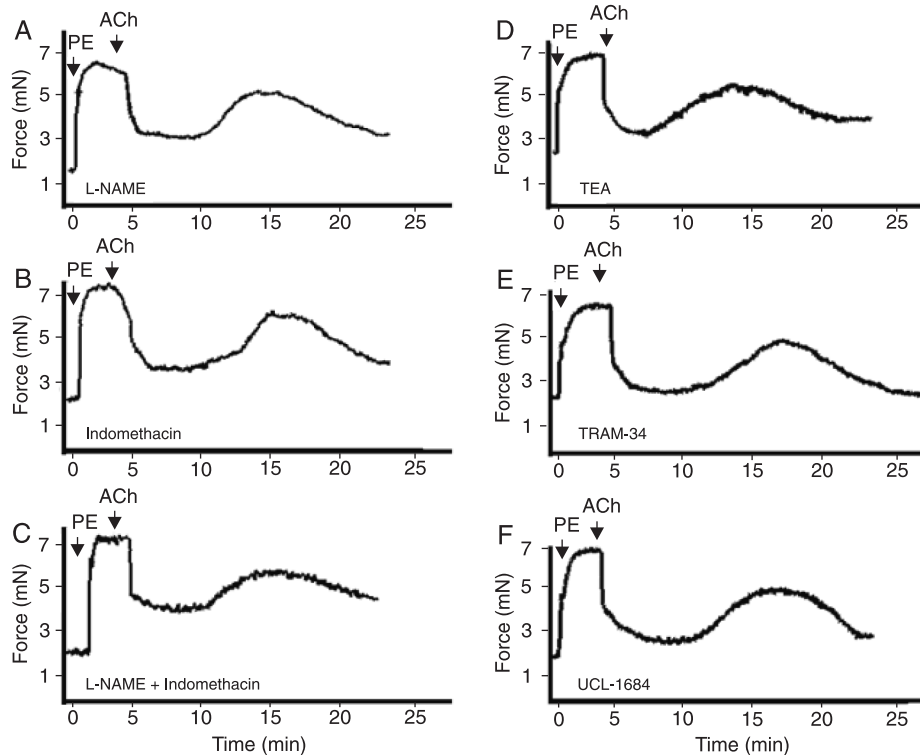 A
PE
ACh
Force (mN)
7
5
3
1
L-NAME
0 5 10 15 20 25
B
PE
ACh
Force (mN)
7
5
3
1
Indomethacin
0 5 10 15 20 25
C
PE
ACh
Force (mN)
7
5
3
1
L-NAME + Indomethacin
0 5 10 15 20 25
Time (min)
D
PE
ACh
Force (mN)
7
5
3
1
TEA
0 5 10 15 20 25
E
PE
ACh
Force (mN)
7
5
3
1
TRAM-34
0 5 10 15 20 25
F
PE
ACh
Force (mN)
7
5
3
1
UCL-1684
0 5 10 15 20 25
Time (min)